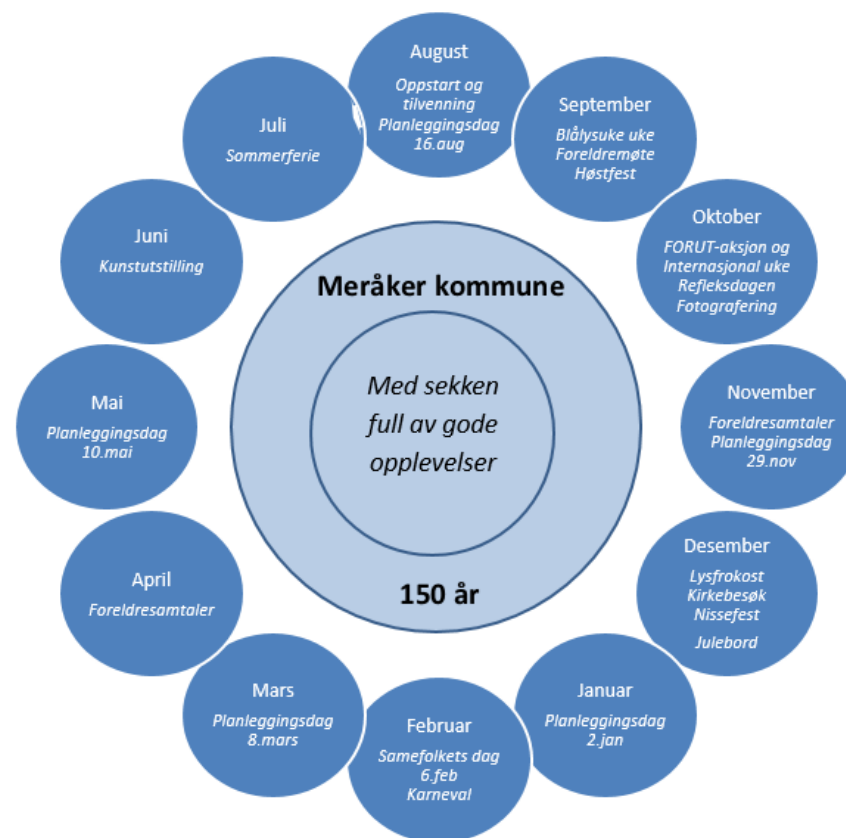 August
Oppstart og
tilvenning
Planleggingsdag
16.aug
September
Blålysuke uke
Foreldremøte
Høstfest
Oktober
FORUT-aksjon og
Internasjonal uke
Refleksdagen
Fotografering
November
Foreldresamtaler
Planleggingsdag
29.nov
Desember
Lysfrokost
Kirkebesøk
Nissefest
Julebord
Januar
Planleggingsdag
2.jan
Februar
Samefolkets dag
6.feb
Karneval
Mars
Planleggingsdag
8.mars
April
Foreldresamtaler
Mai
Planleggingsdag
10.mai
Juni
Kunstutstilling
Juli
Sommerferie
Meråker kommune
Med sekken
full av gode
opplevelser
150 år